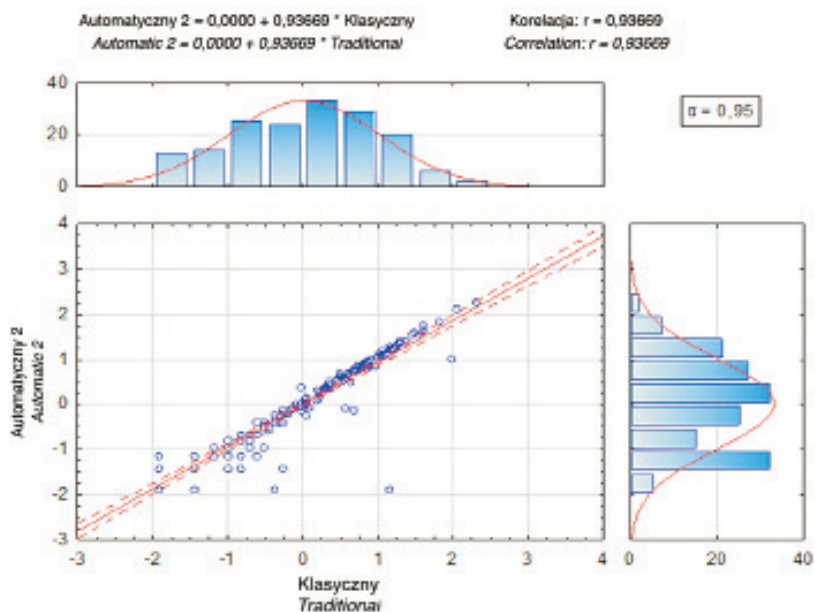 Automatyczny 2 = 0,0000 + 0,93669 * Klasyczny
Automatic 2 = 0,0000 + 0,93669 * Traditional
Korelacja: r = 0,93669
Correlation: r = 0,93669
α = 0,95
40
20
0
4
3
2
1
0
-1
-2
-3
Automatyczny 2
Automatic 2
-3 -2 -1 0 1 2 3 4
0 20 40
Klasyczny
Traditional